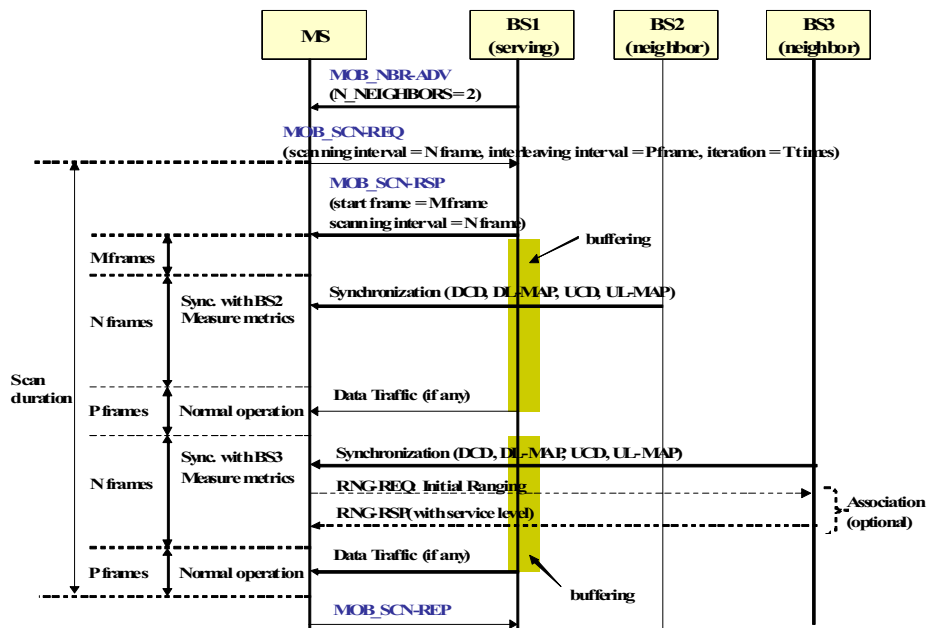 MS
BS1
(serving)
BS2
(neighbor)
BS3
(neighbor)
MOB_NBR-ADV
(N_NEIGHBORS = 2)
MOB_SCN-REQ
(scanning interval = N frame, interleaving interval = P frame, iteration = T times)
MOB_SCN-RSP
(start frame = M frame
scanning interval = N frame)
buffering
M frames
Synchronization (DCD, DL-MAP, UCD, UL-MAP)
Sync. with BS2
Measure metrics
N frames
Scan
duration
Data Traffic (if any)
P frames
Normal operation
Synchronization (DCD, DL-MAP, UCD, UL-MAP)
Sync. with BS3
Measure metrics
N frames
RNG-REQ: Initial Ranging
RNG-RSP (with service level)
Association
(optional)
Data Traffic (if any)
P frames
Normal operation
buffering
MOB_SCN-REP